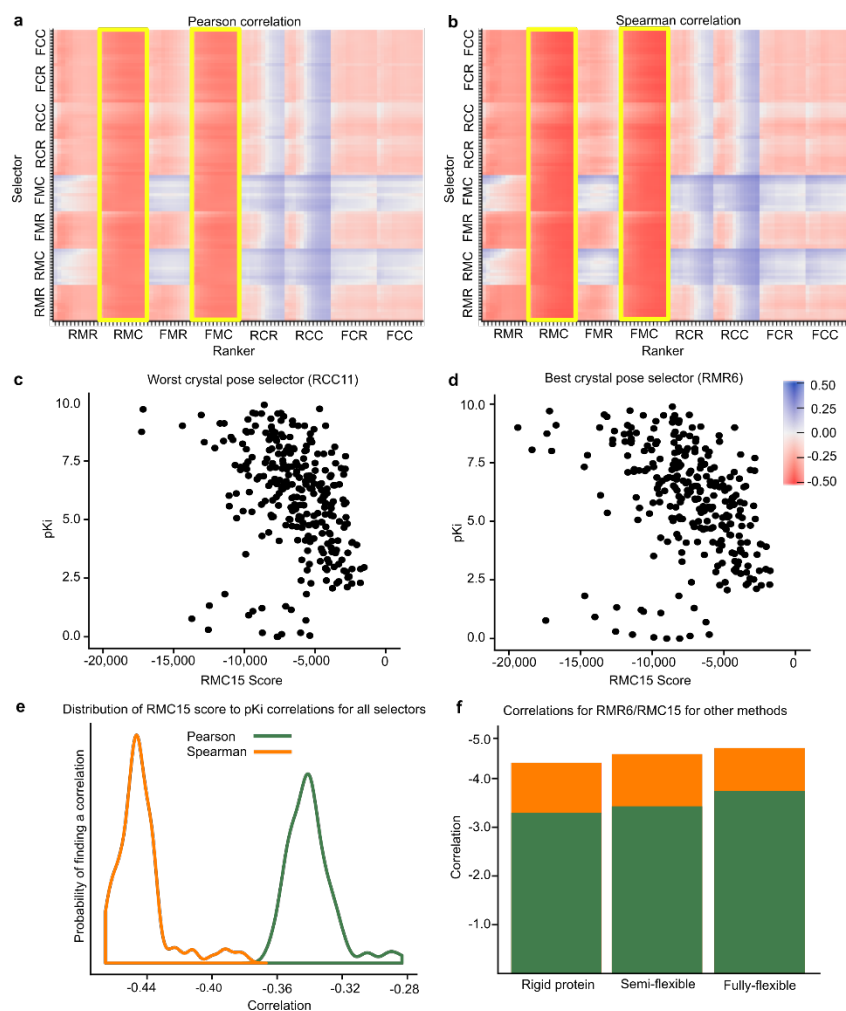 a
Pearson correlation
Selector
FCC
FCR
RCC
RCR
FMC
FMR
RMC
RMR
RMR RMC FMR FMC RCR RCC FCR FCC
Ranker
b
Spearman correlation
Selector
FCC
FCR
RCC
RCR
FMC
FMR
RMC
RMR
RMR RMC FMR FMC RCR RCC FCR FCC
Ranker
c
Worst crystal pose selector (RCC11)
pKi
10.0
7.5
5.0
2.5
0.0
-20,000 -15,000 -10,000 -5,000 0
RMC15 Score
d
Best crystal pose selector (RMR6)
pKi
10.0
7.5
5.0
2.5
0.0
-20,000 -15,000 -10,000 -5,000 0
RMC15 Score
0.50
0.25
0.00
-0.25
-0.50
e
Distribution of RMC15 score to pKi correlations for all selectors
Pearson
Spearman
Probability of finding a correlation
-0.44 -0.40 -0.36 -0.32 -0.28
Correlation
f
Correlations for RMR6/RMC15 for other methods
Correlation
-5.0
-4.0
-3.0
-2.0
-1.0
Rigid protein Semi-flexible Fully-flexible